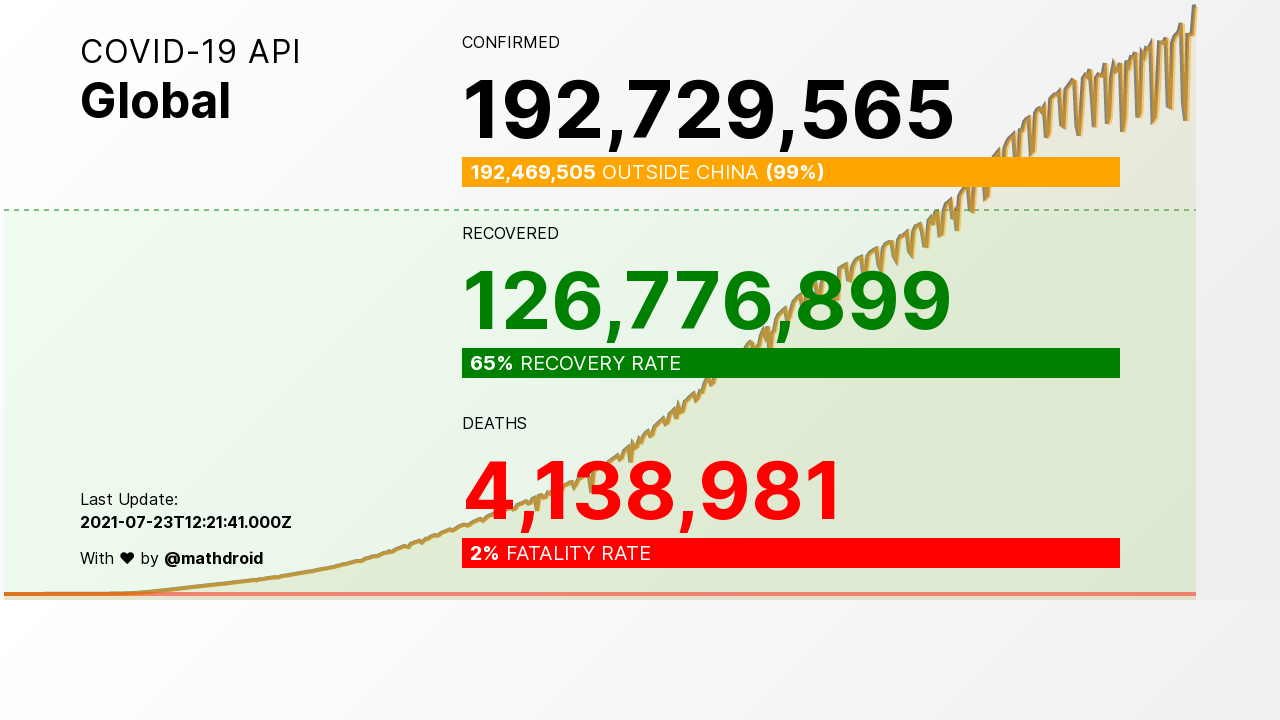 COVID-19 API
Global
CONFIRMED
192,729,565
192,469,505 OUTSIDE CHINA (99%)
RECOVERED
126,776,899
65% RECOVERY RATE
DEATHS
4,138,981
2% FATALITY RATE
Last Update:
2021-07-23T12:21:41.000Z
With ♥ by @mathdroid